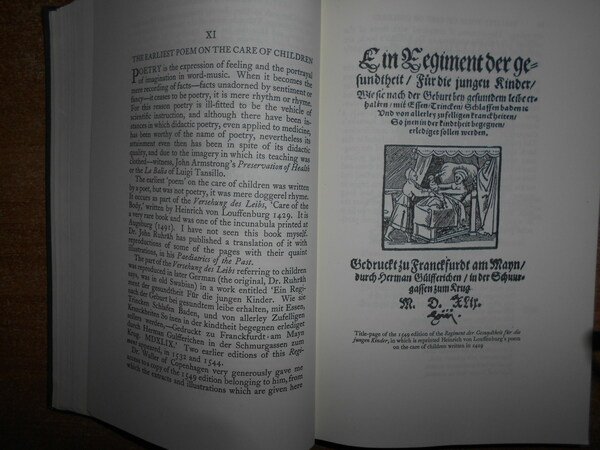 XI
THE EARLIEST POEM ON THE CARE OF CHILDREN
POETRY is the expression of feeling and the portrayal
of imagination in word-music. When it becomes the
mere recording of facts—facts unadorned by sentiment or
fancy—it ceases to be poetry, it is mere rhythm or rhyme.
For this reason poetry is ill-fitted to be the vehicle of
scientific instruction, and although there have been in-
stances in which didactic poetry, even applied to medicine,
has been worthy of the name of poetry, nevertheless its
attainment even then has been in spite of its didactic
quality, and due to the imagery in which its teaching was
clothed—witness, John Armstrong's Preservation of Health
or the La Balia of Luigi Tansillo.
The earliest 'poem' on the care of children was written
by a poet, but was not poetry, it was mere doggerel rhyme.
It occurs as part of the Versehung des Leibs, 'Care of the
Body,' written by Heinrich von Louffenburg 1429. It is
a very rare book and was one of the incunabula printed at
Augsburg (1491). I have not seen this book myself.
Dr. John Ruhräh has published a translation of it with
reproductions of some of the pages with their quaint
illustrations, in his Paediatrics of the Past.
The part of the Versehung des Leibs referring to children
was reproduced in later German (the original, Dr. Ruhräh
says, was in old Swabian) in a work entitled 'Ein Regi-
ment der gsundtheit Für die jungen Kinder. Wie sie
nach der Geburt bei gesundtem leibe erhalten, mit Essen,
Trincken Schlafen Baden, und von allerley Zufelligen
Kranckheiten So inen in der kindtheit begegnen erlediget
sollen werden,—Gedruckt zu Franckfurdt am Mayn
durch Herman Gülfferichen in der Schnurgassen zum
Krug. MDXLIX.' Two earlier editions of this Regi-
ment appeared, in 1532 and 1544.
Dr. Waller of Copenhagen very generously gave me
access to a copy of the 1549 edition belonging to him, from
which the extracts and illustrations which are given here
Ein Regiment der ge-
sundtheit / Für die jungen Kinder /
Wie sie nach der Geburt bey gesundtem leibe er-
halten / mit Essen / Trincken / Schlaffen baden ꝛc
Vnd von allerley zufelligen kranckheiten /
So jnen in der kindtheit begegnen /
erlediget sollen werden.
Gedruckt zu Franckfurdt am Mayn /
durch Herman Gülfferichen / in der Schnur-
gassen zum Krug
M. D. XLIX.
Title-page of the 1549 edition of the Regiment der Gesundtheit für die
jungen Kinder, in which is reprinted Heinrich von Louffenburg's poem
on the care of children written in 1429